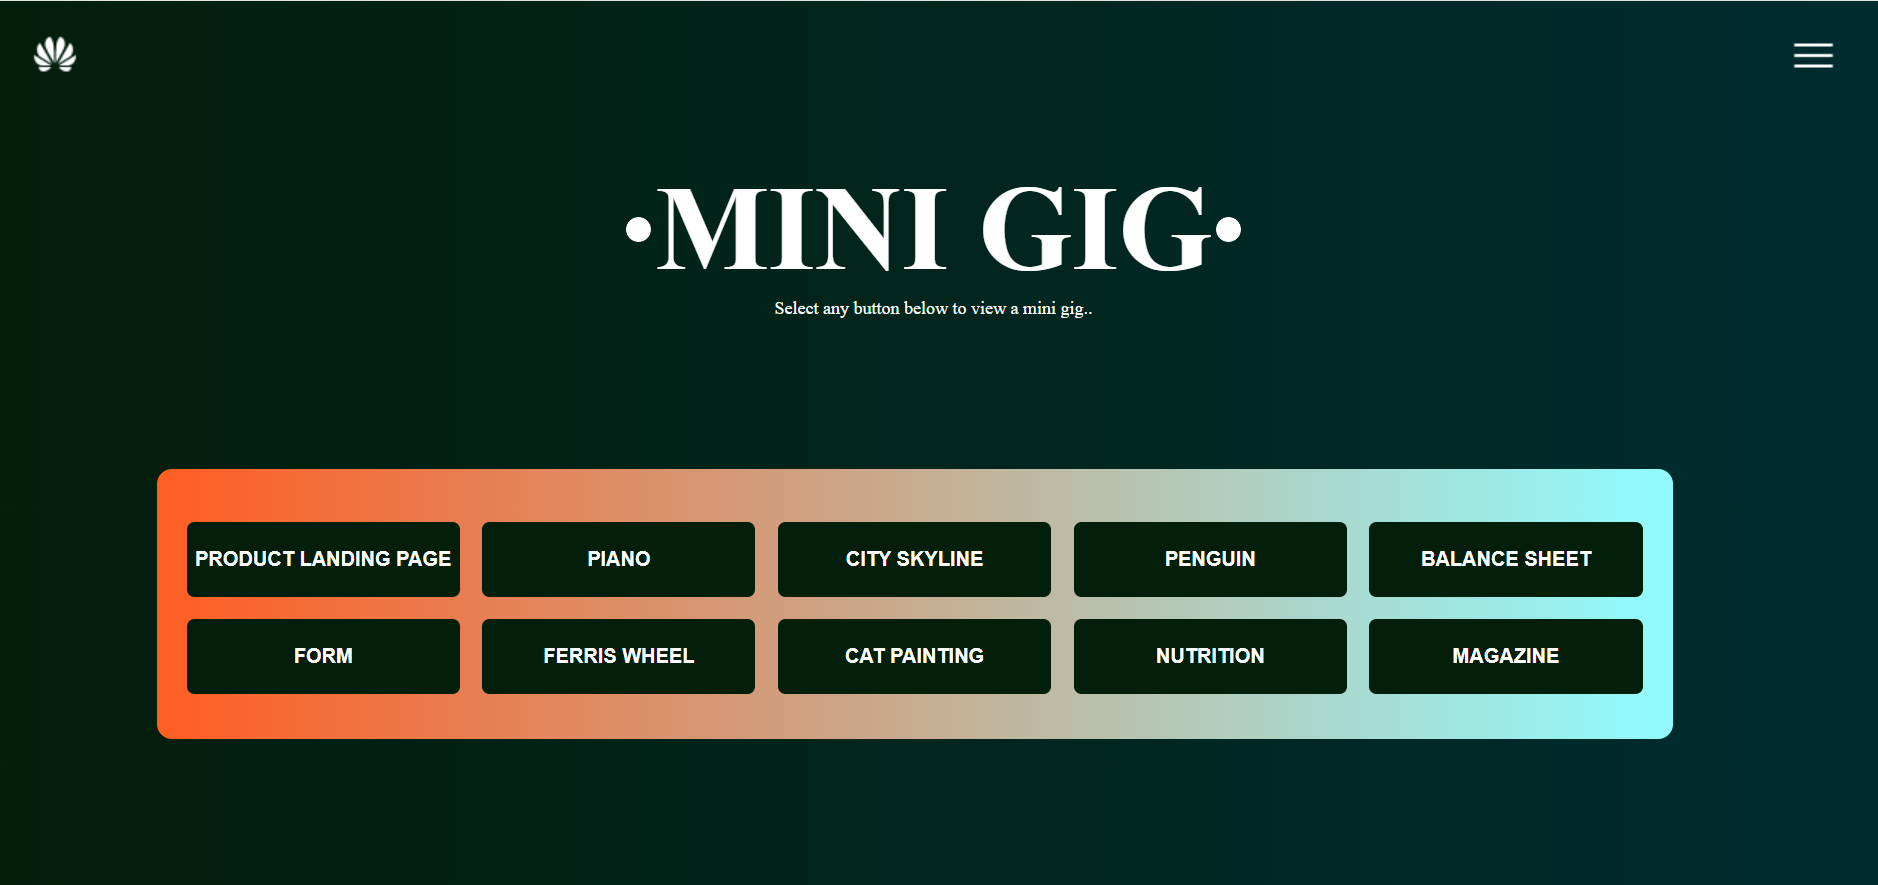 •MINI GIG•
Select any button below to view a mini gig..
PRODUCT LANDING PAGE
PIANO
CITY SKYLINE
PENGUIN
BALANCE SHEET
FORM
FERRIS WHEEL
CAT PAINTING
NUTRITION
MAGAZINE